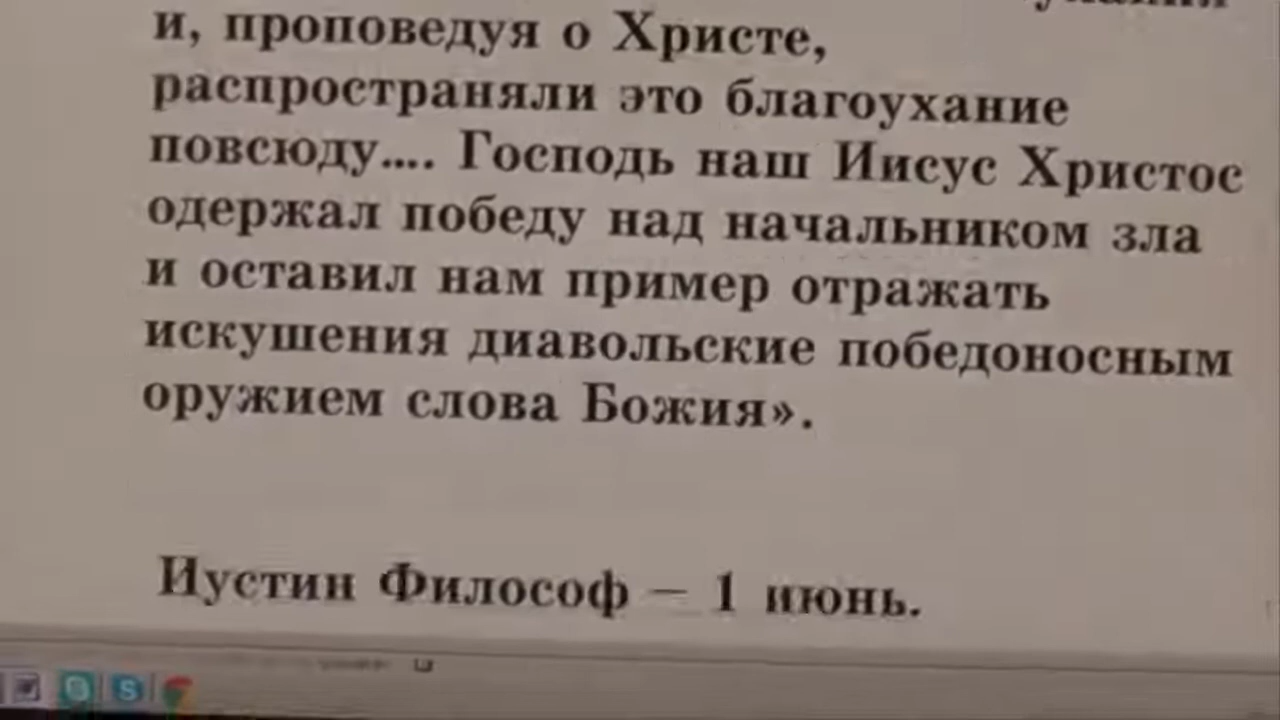 и, проповедуя о Христе,
распространяли это благоухание
повсюду.... Господь наш Иисус Христос
одержал победу над начальником зла
и оставил нам пример отражать
искушения диавольские победоносным
оружием слова Божия».
Иустин Философ – 1 июнь.